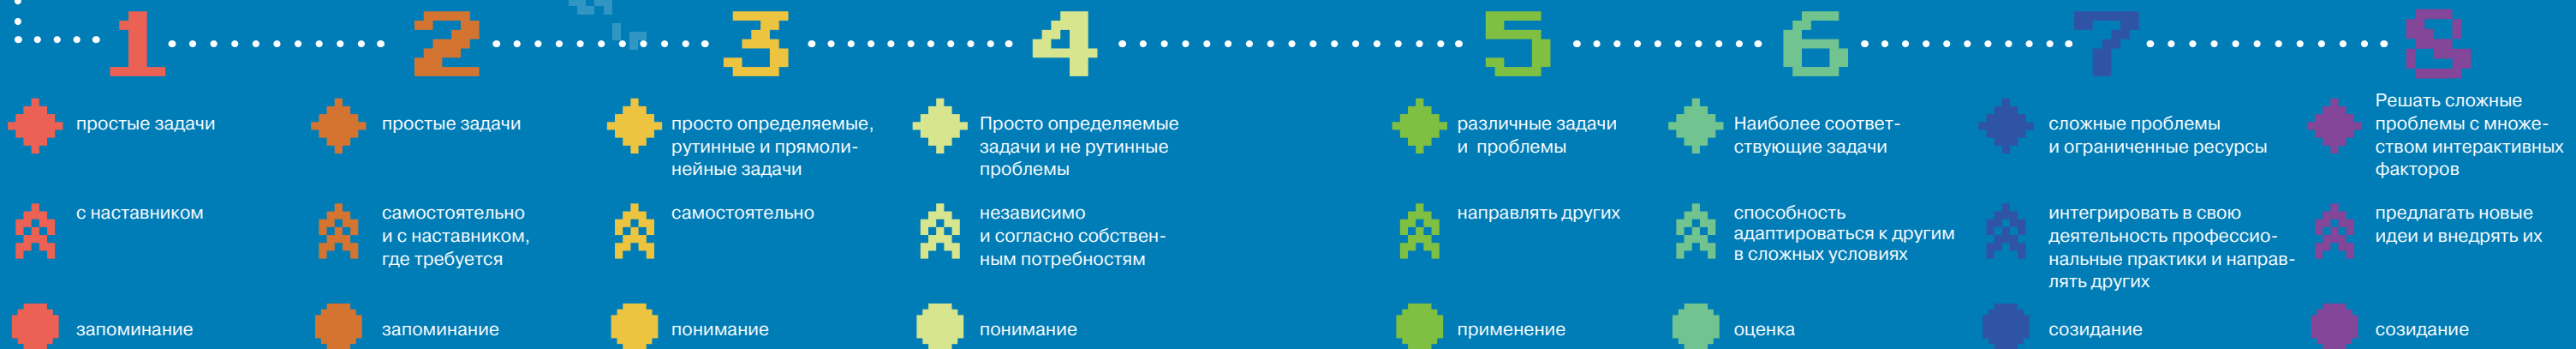 1
2
3
4
5
6
7
8
простые задачи
простые задачи
просто определяемые,
рутинные и прямоли-
нейные задачи
Просто определяемые
задачи и не рутинные
проблемы
различные задачи
и проблемы
Наиболее соответ-
ствующие задачи
сложные проблемы
и ограниченные ресурсы
Решать сложные
проблемы с множе-
ством интерактивных
факторов
с наставником
самостоятельно
и с наставником,
где требуется
самостоятельно
независимо
и согласно собствен-
ным потребностям
направлять других
способность
адаптироваться к другим
в сложных условиях
интегрировать в свою
деятельность профессио-
нальные практики и направ-
лять других
предлагать новые
идеи и внедрять их
запоминание
запоминание
понимание
понимание
применение
оценка
созидание
созидание